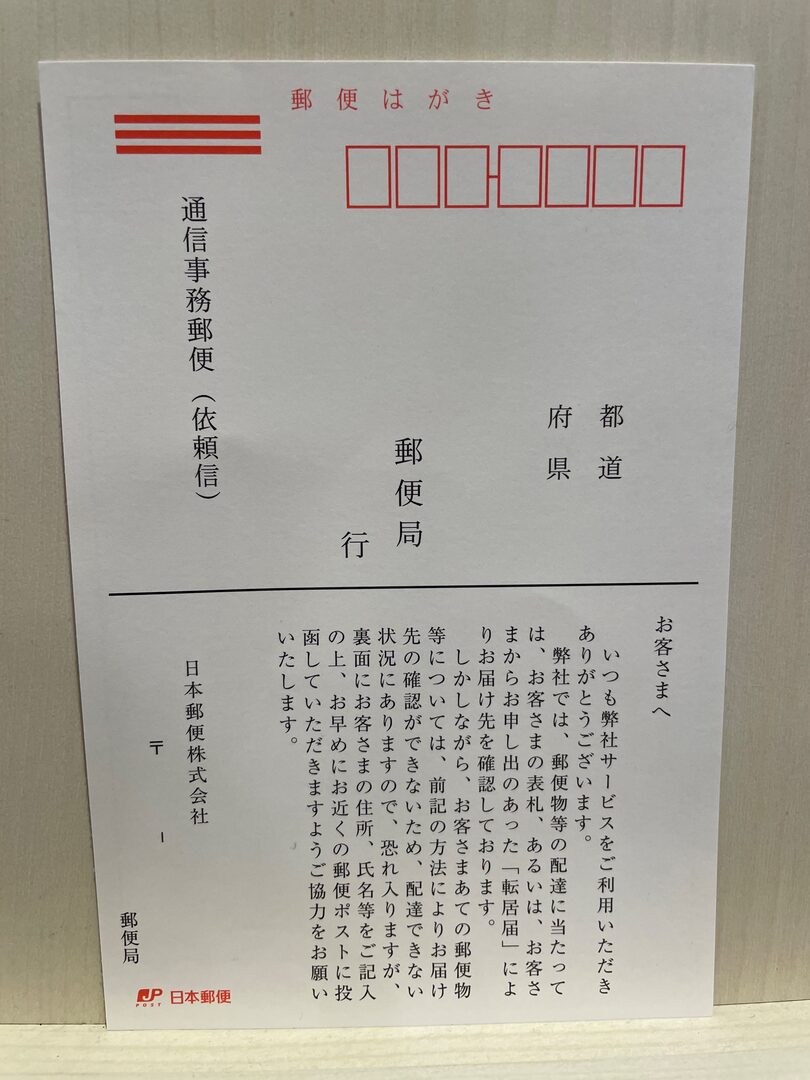 郵便はがき
都道
府県
郵便局
行
通信事務郵便（依頼信）
お客さまへ
いつも弊社サービスをご利用いただき
ありがとうございます。
弊社では、郵便物等の配達に当たって
は、お客さまの表札、あるいは、お客さ
まからお申し出のあった「転居届」によ
りお届け先を確認しております。
しかしながら、お客さまあての郵便物
等については、前記の方法によりお届け
先の確認ができないため、配達できない
状況にありますので、恐れ入りますが、
裏面にお客さまの住所、氏名等をご記入
の上、お早めにお近くの郵便ポストに投
函していただきますようご協力をお願い
いたします。
日本郵便株式会社
〒　－
郵便局
JP POST 日本郵便